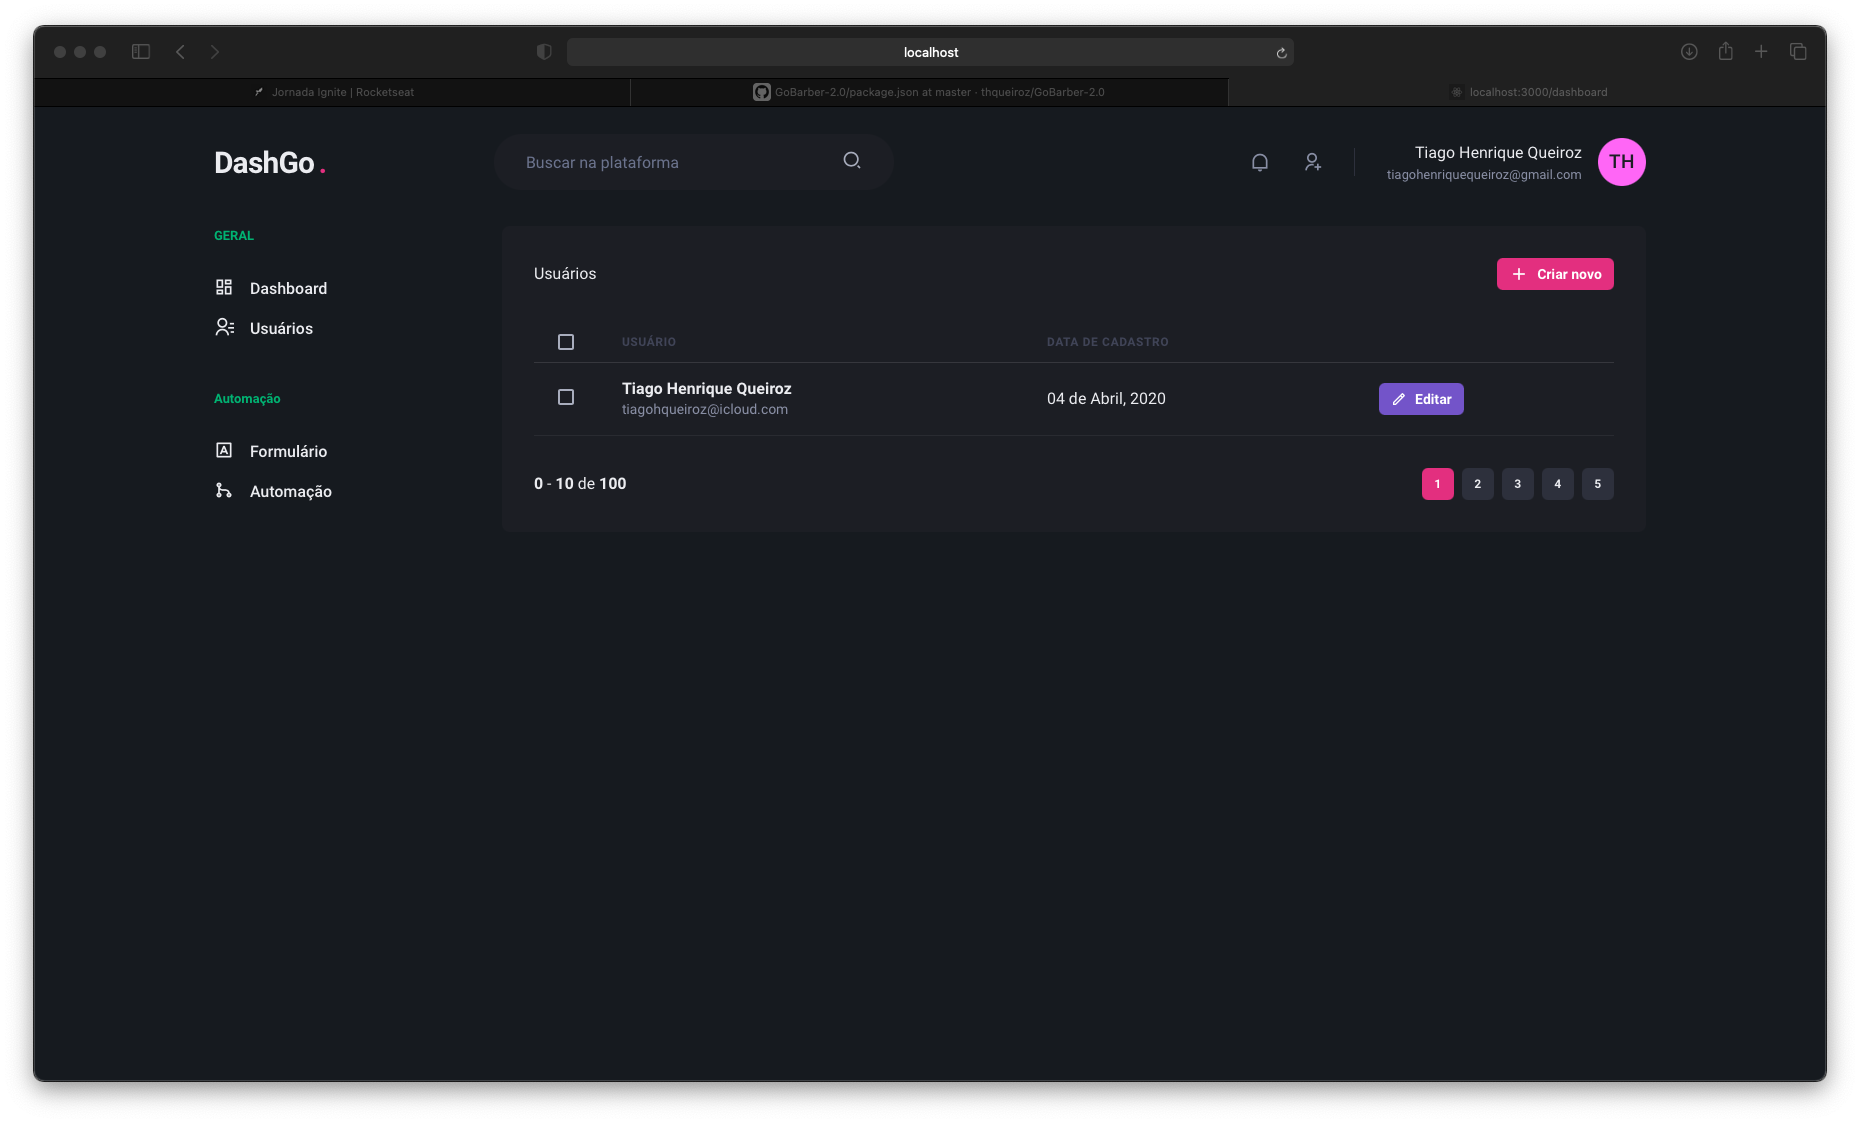 localhost
Jornada Ignite | Rocketseat
GoBarber-2.0/package.json at master · thqueiroz/GoBarber-2.0
localhost:3000/dashboard
DashGo.
Buscar na plataforma
Tiago Henrique Queiroz
tiagohenriquequeiroz@gmail.com
TH
GERAL
Dashboard
Usuários
Automação
Formulário
Automação
Usuários
Criar novo
USUÁRIO DATA DE CADASTRO
Tiago Henrique Queiroz
tiagohqueiroz@icloud.com
04 de Abril, 2020
Editar
0 - 10 de 100
1 2 3 4 5